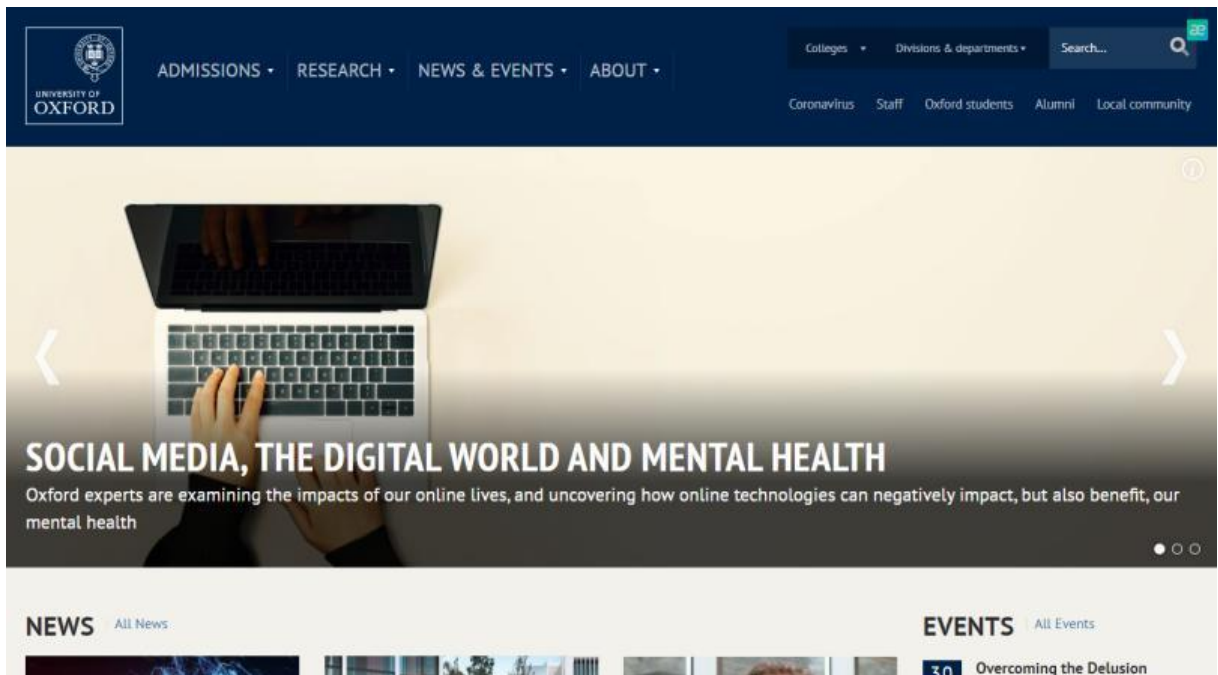 UNIVERSITY OF
OXFORD
ADMISSIONS
RESEARCH
NEWS & EVENTS
ABOUT
Colleges
Divisions & departments
Search...
æ
Coronavirus
Staff
Oxford students
Alumni
Local community
SOCIAL MEDIA, THE DIGITAL WORLD AND MENTAL HEALTH
Oxford experts are examining the impacts of our online lives, and uncovering how online technologies can negatively impact, but also benefit, our
mental health
NEWS
All News
EVENTS
All Events
30
Overcoming the Delusion